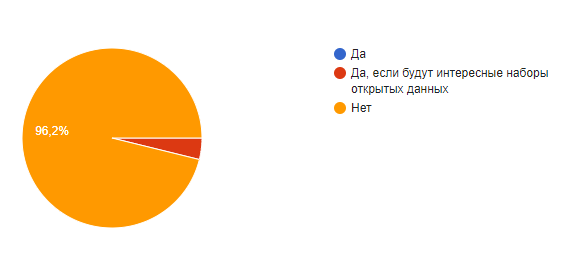 96,2%
Да
Да, если будут интересные наборы
открытых данных
Нет